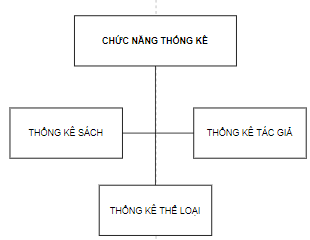 CHỨC NĂNG THỐNG KÊ
THỐNG KÊ SÁCH
THỐNG KÊ TÁC GIẢ
THỐNG KÊ THỂ LOẠI